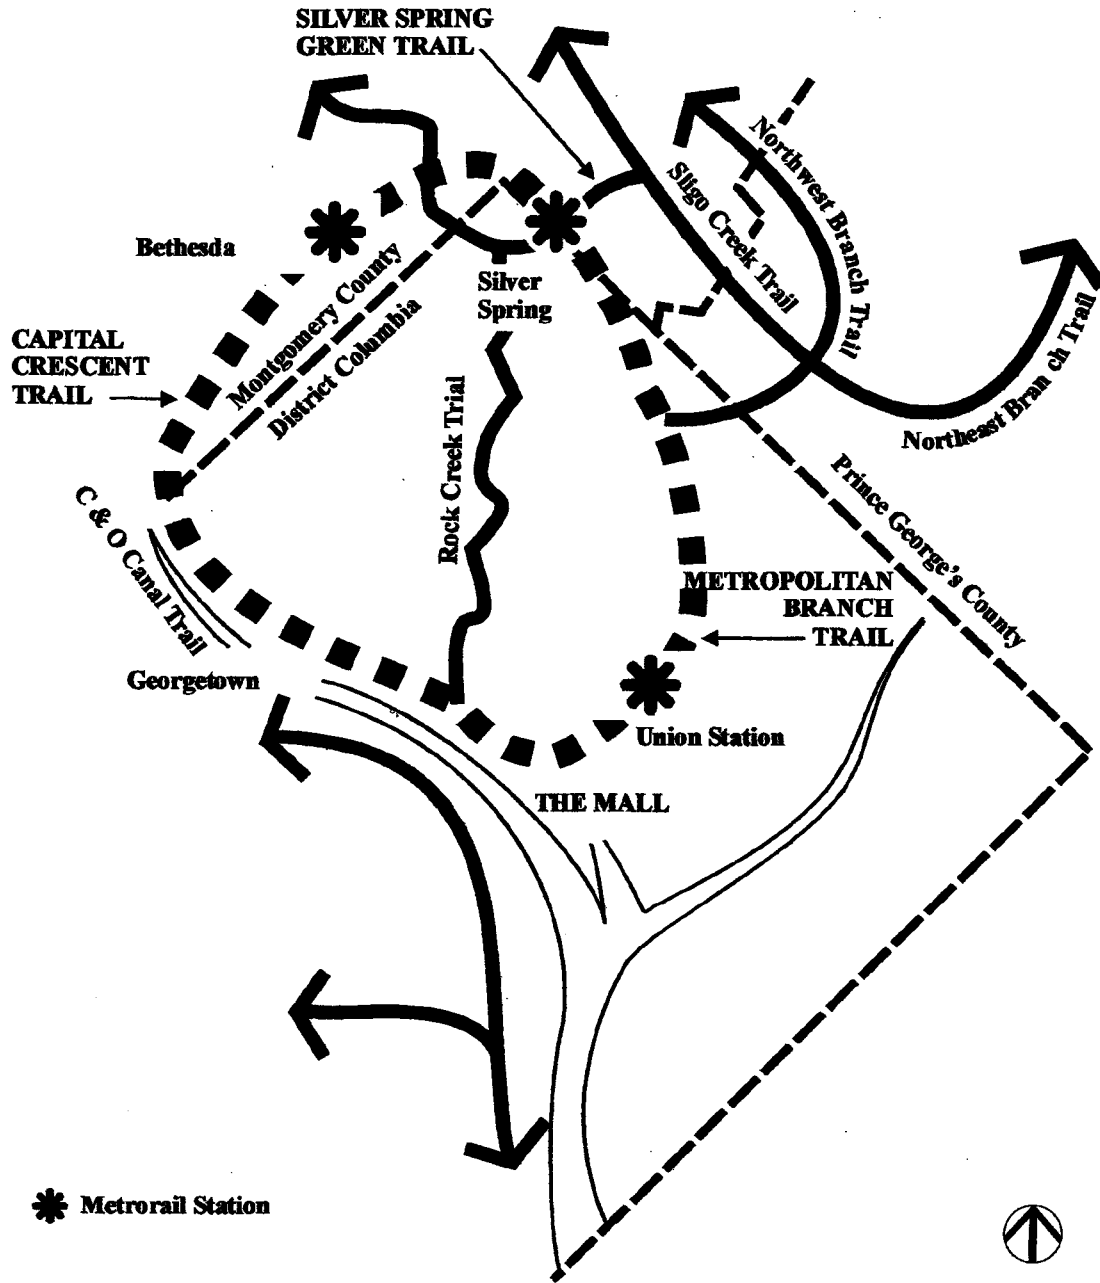 SILVER SPRING
GREEN TRAIL
Northwest Branch Trail
Sligo Creek Trail
Bethesda
Montgomery County
District Columbia
Silver
Spring
CAPITAL
CRESCENT
TRAIL
Northeast Bran ch Trail
Rock Creek Trial
Prince George's County
C & O Canal Trail
METROPOLITAN
BRANCH
TRAIL
Georgetown
Union Station
THE MALL
Metrorail Station